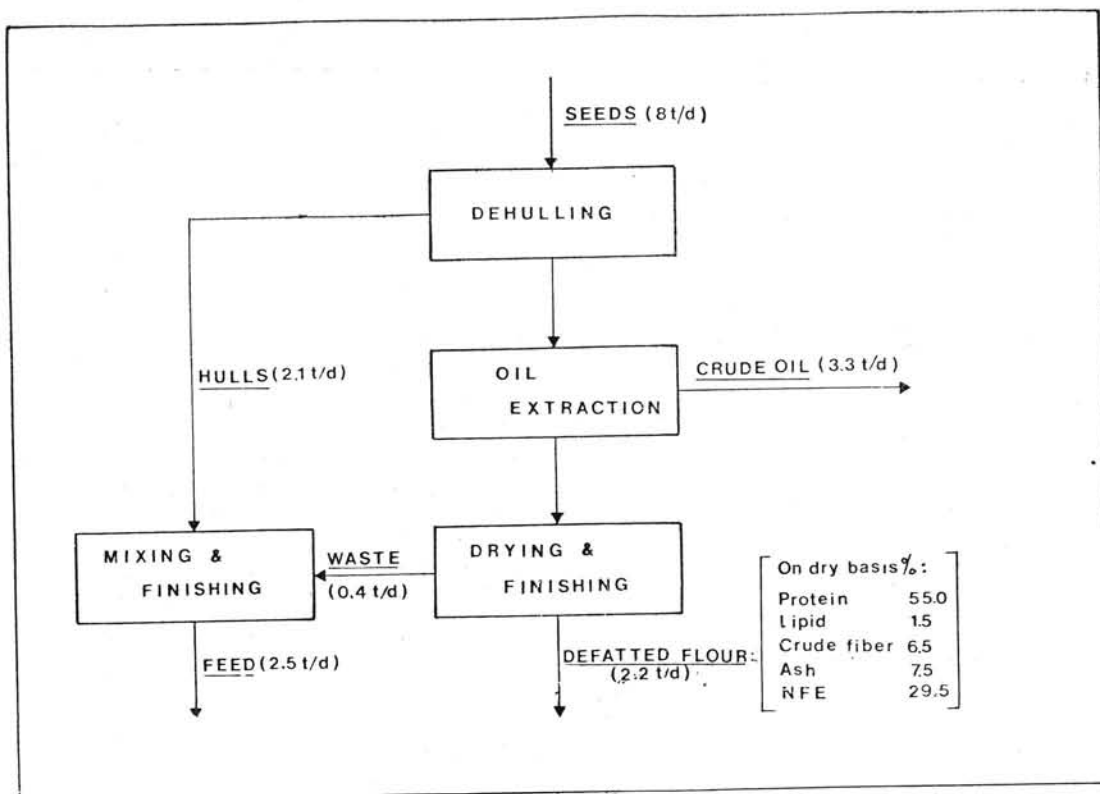 SEEDS (8t/d)
DEHULLING
HULLS (2.1 t/d)
OIL
EXTRACTION
CRUDE OIL (3.3 t/d)
MIXING &
FINISHING
WASTE
(0.4 t/d)
DRYING &
FINISHING
FEED (2.5 t/d)
DEFATTED FLOUR:
(2.2 t/d)
On dry basis %:
Protein 55.0
Lipid 1.5
Crude fiber 6.5
Ash 7.5
NFE 29.5